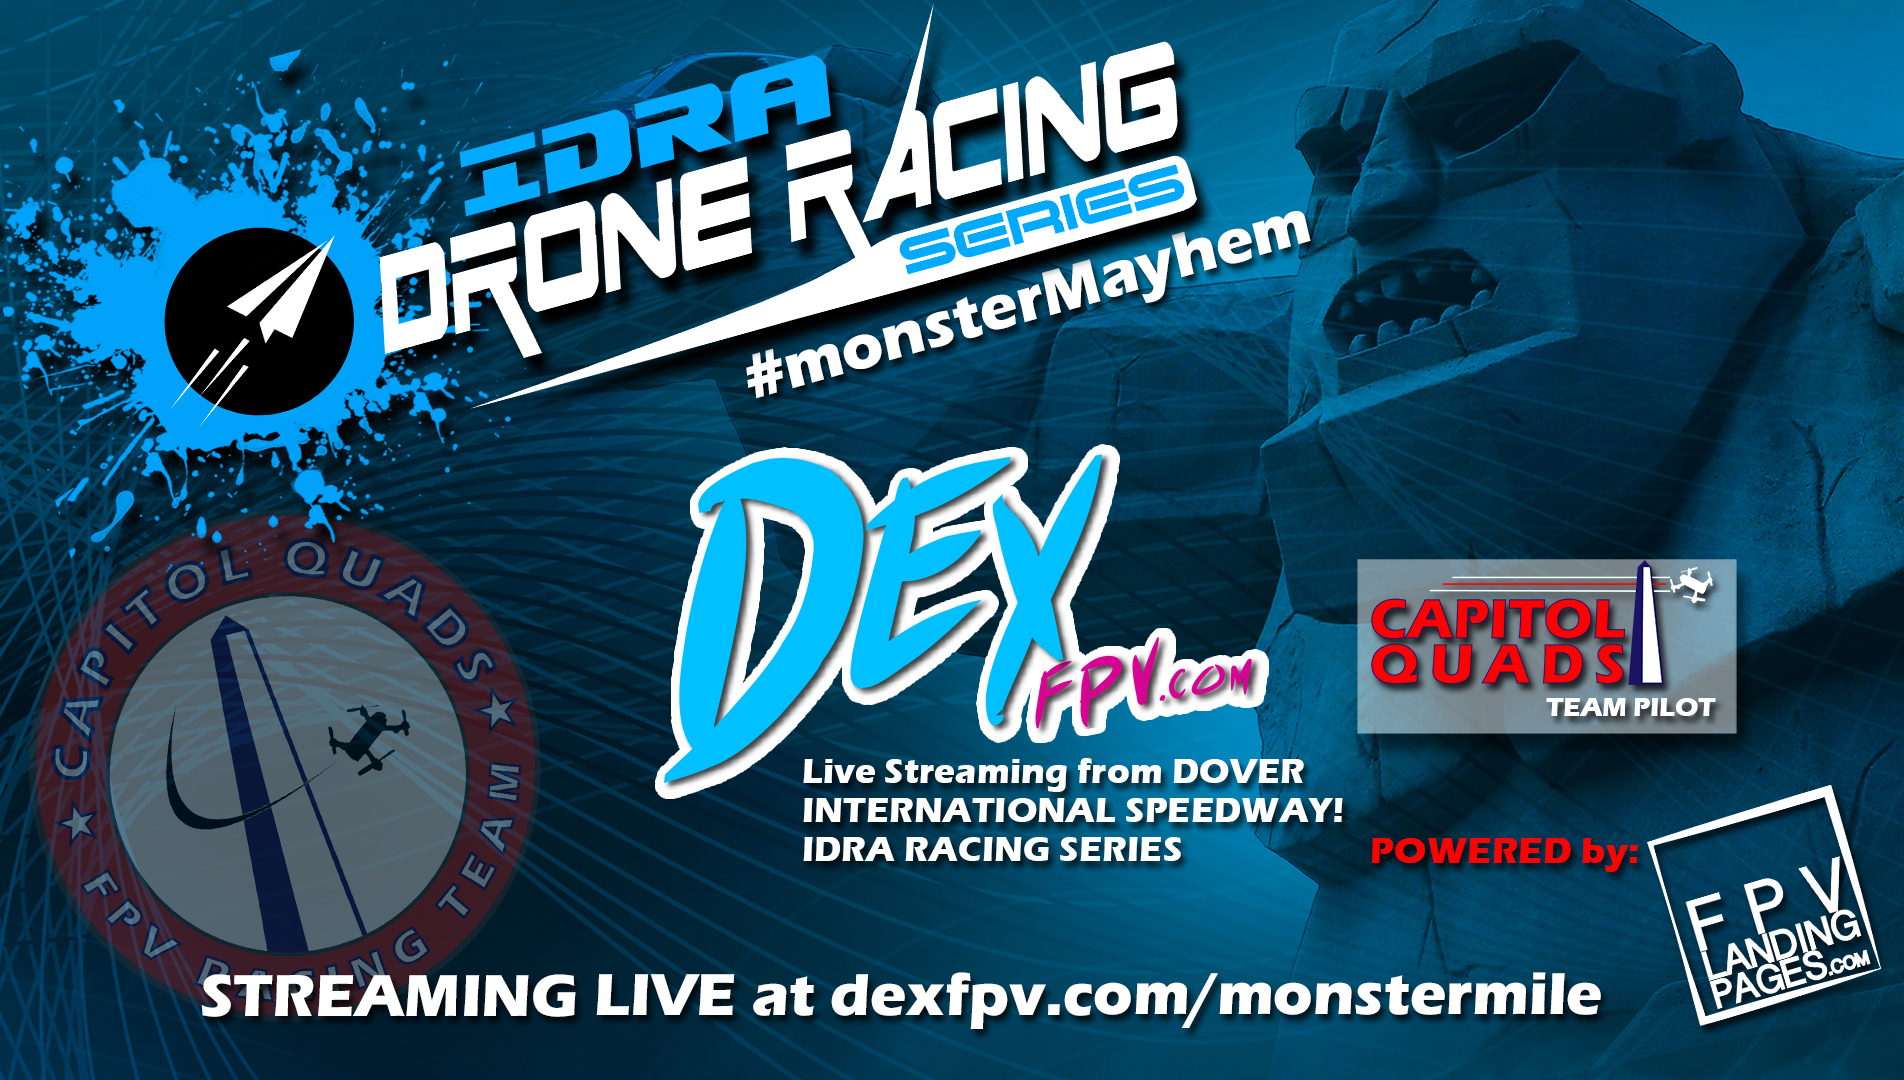 IDRA
DRONE RACING
SERIES
#monsterMayhem
DEX
FPV.COM
Live Streaming from DOVER
INTERNATIONAL SPEEDWAY!
IDRA RACING SERIES
CAPITOL
QUADS
TEAM PILOT
CAPITOL QUADS
FPV RACING TEAM
POWERED by:
FPV
LANDING
PAGES.COM
STREAMING LIVE at dexfpv.com/monstermile